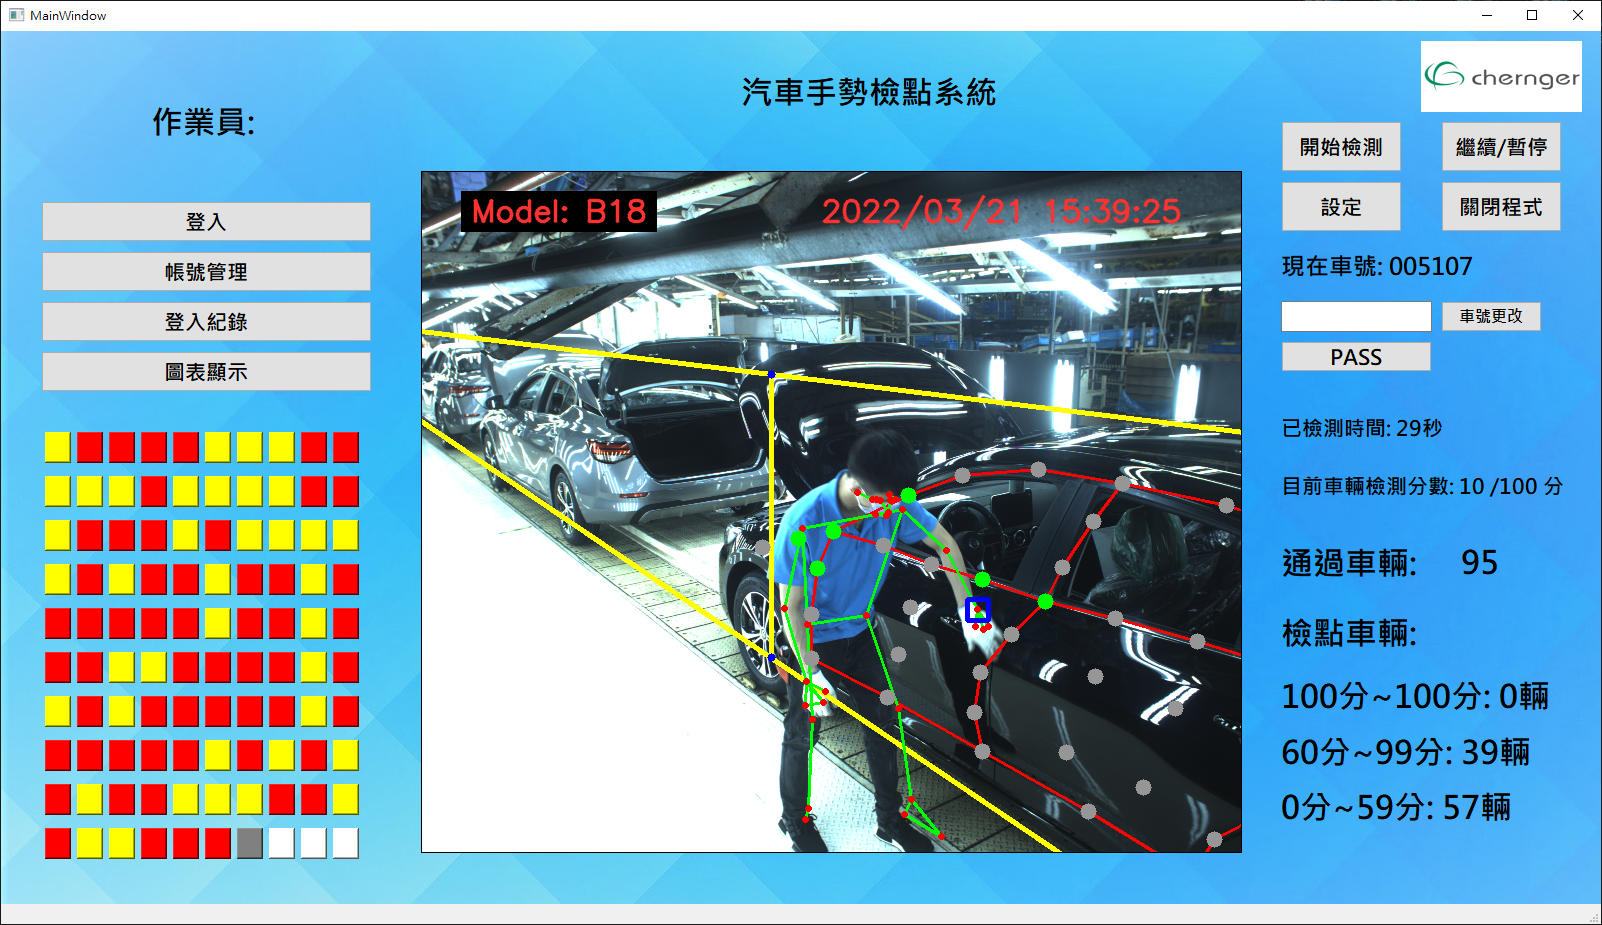 MainWindow
汽車手勢檢點系統
chernger
作業員:
登入
帳號管理
登入紀錄
圖表顯示
Model: B18
2022/03/21 15:39:25
開始檢測
繼續/暫停
設定
關閉程式
現在車號: 005107
車號更改
PASS
已檢測時間: 29秒
目前車輛檢測分數: 10 /100 分
通過車輛: 95
檢點車輛:
100分~100分: 0輛
60分~99分: 39輛
0分~59分: 57輛